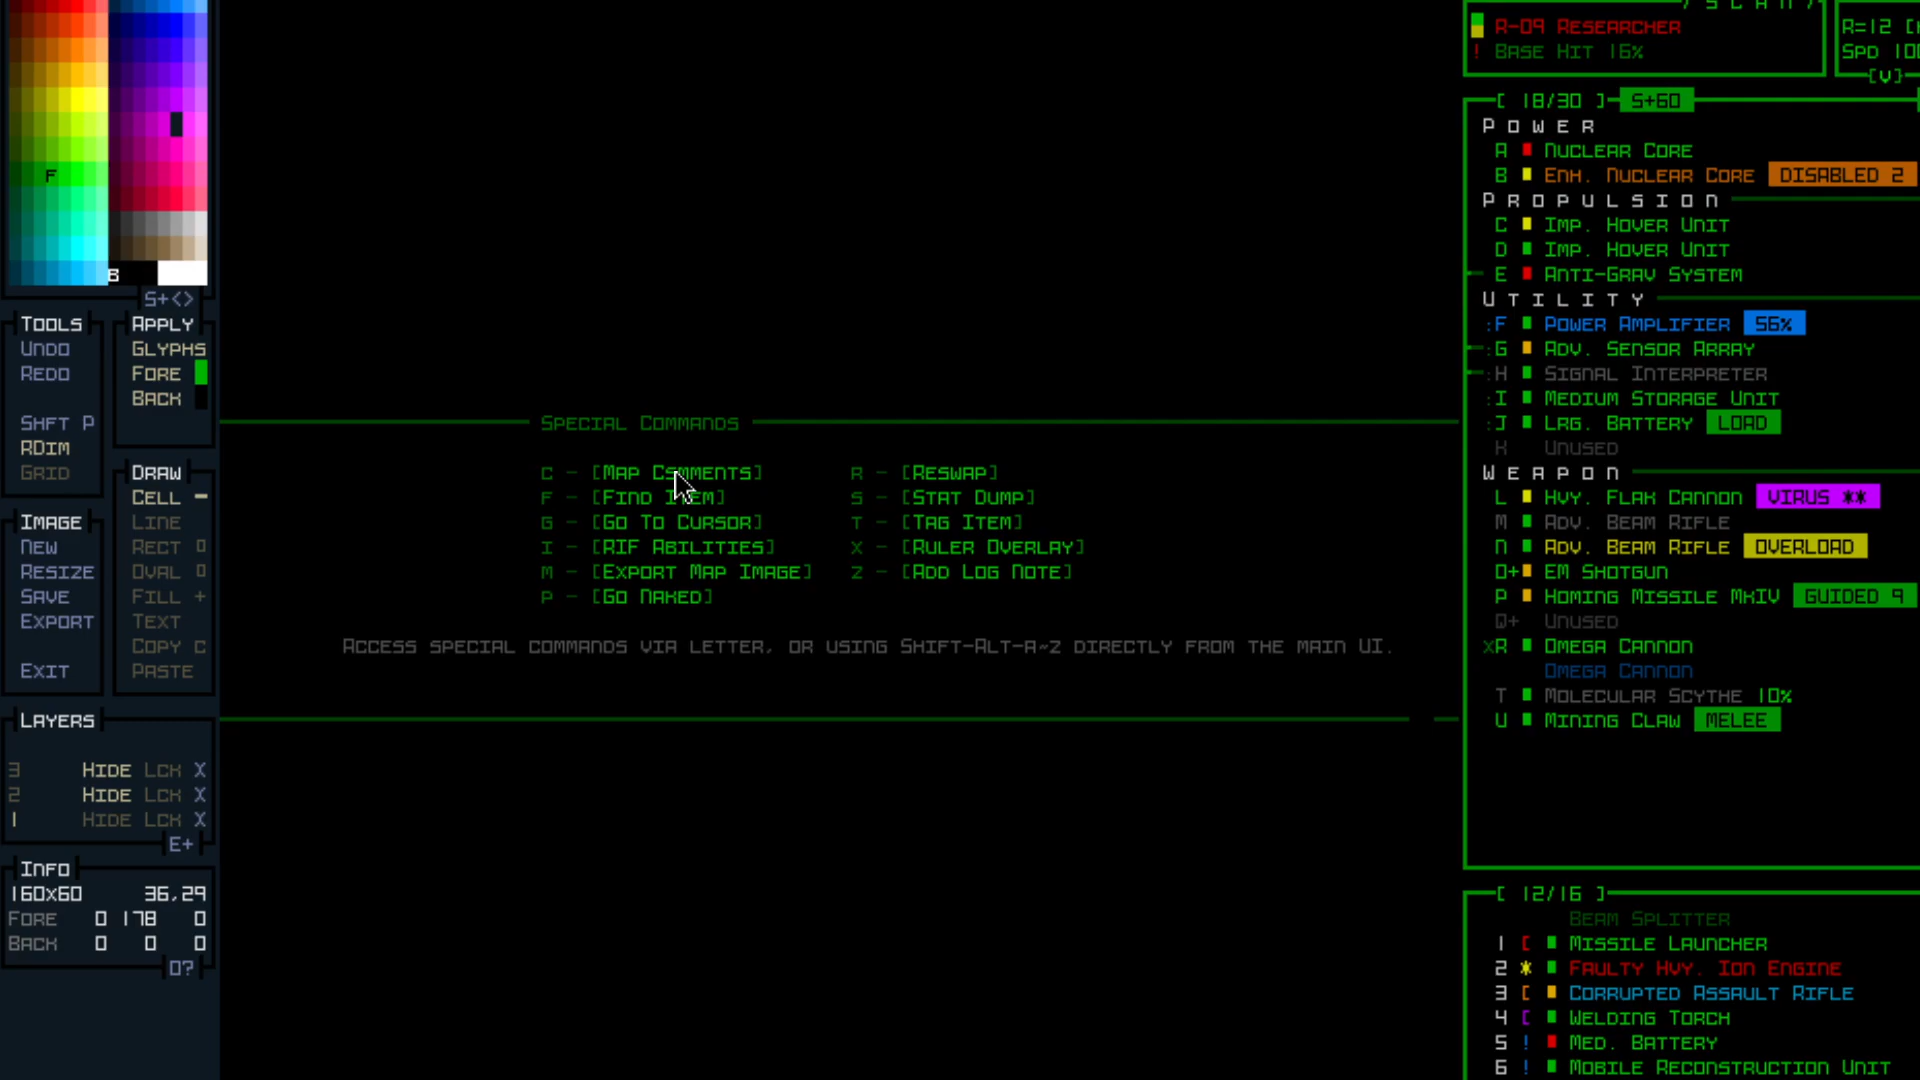 F
B
S+<>
TOOLS
UNDO
REDO
SHFT P
RDIM
GRID
APPLY
GLYPHS
FORE
BACK
IMAGE
NEW
RESIZE
SAVE
EXPORT
EXIT
DRAW
CELL
LINE
RECT O
OVAL O
FILL +
TEXT
COPY C
PASTE
LAYERS
3 HIDE LCK X
2 HIDE LCK X
1 HIDE LCK X
E+
INFO
160X60 36,29
FORE 0 178 0
BACK 0 0 0
O?
SPECIAL COMMANDS
C - [MAP COMMENTS]
F - [FIND ITEM]
G - [GO TO CURSOR]
I - [RIF ABILITIES]
M - [EXPORT MAP IMAGE]
P - [GO NAKED]
R - [RESWAP]
S - [STAT DUMP]
T - [TAG ITEM]
X - [RULER OVERLAY]
Z - [ADD LOG NOTE]
ACCESS SPECIAL COMMANDS VIA LETTER, OR USING SHIFT-ALT-A~Z DIRECTLY FROM THE MAIN UI.
/ S C A N /
R-09 RESEARCHER
! BASE HIT 16%
SPD
[V]
[ 18/30 ] S+60
POWER
A NUCLEAR CORE
B ENH. NUCLEAR CORE DISABLED 2
PROPULSION
C IMP. HOVER UNIT
D IMP. HOVER UNIT
E ANTI-GRAV SYSTEM
UTILITY
:F POWER AMPLIFIER 56%
:G ADV. SENSOR ARRAY
:H SIGNAL INTERPRETER
:I MEDIUM STORAGE UNIT
:J LRG. BATTERY LOAD
K UNUSED
WEAPON
L HVY. FLAK CANNON VIRUS **
M ADV. BEAM RIFLE
N ADV. BEAM RIFLE OVERLOAD
O+ EM SHOTGUN
P HOMING MISSILE MKIV GUIDED 9
Q+ UNUSED
XR OMEGA CANNON
OMEGA CANNON
T MOLECULAR SCYTHE 10%
U MINING CLAW MELEE
[ 12/16 ]
BEAM SPLITTER
1 [ MISSILE LAUNCHER
2 * FAULTY HVY. ION ENGINE
3 [ CORRUPTED ASSAULT RIFLE
4 [ WELDING TORCH
5 ! MED. BATTERY
6 ! MOBILE RECONSTRUCTION UNIT